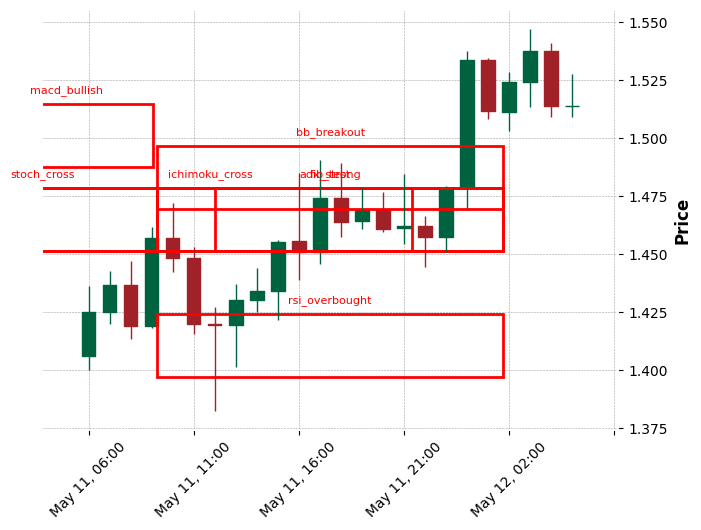 1.550
1.525
1.500
1.475
1.450
1.425
1.400
1.375
Price
macd_bullish
bb_breakout
stoch_cross
ichimoku_cross
rsi_overbought
May 11, 06:00
May 11, 11:00
May 11, 16:00
May 11, 21:00
May 12, 02:00